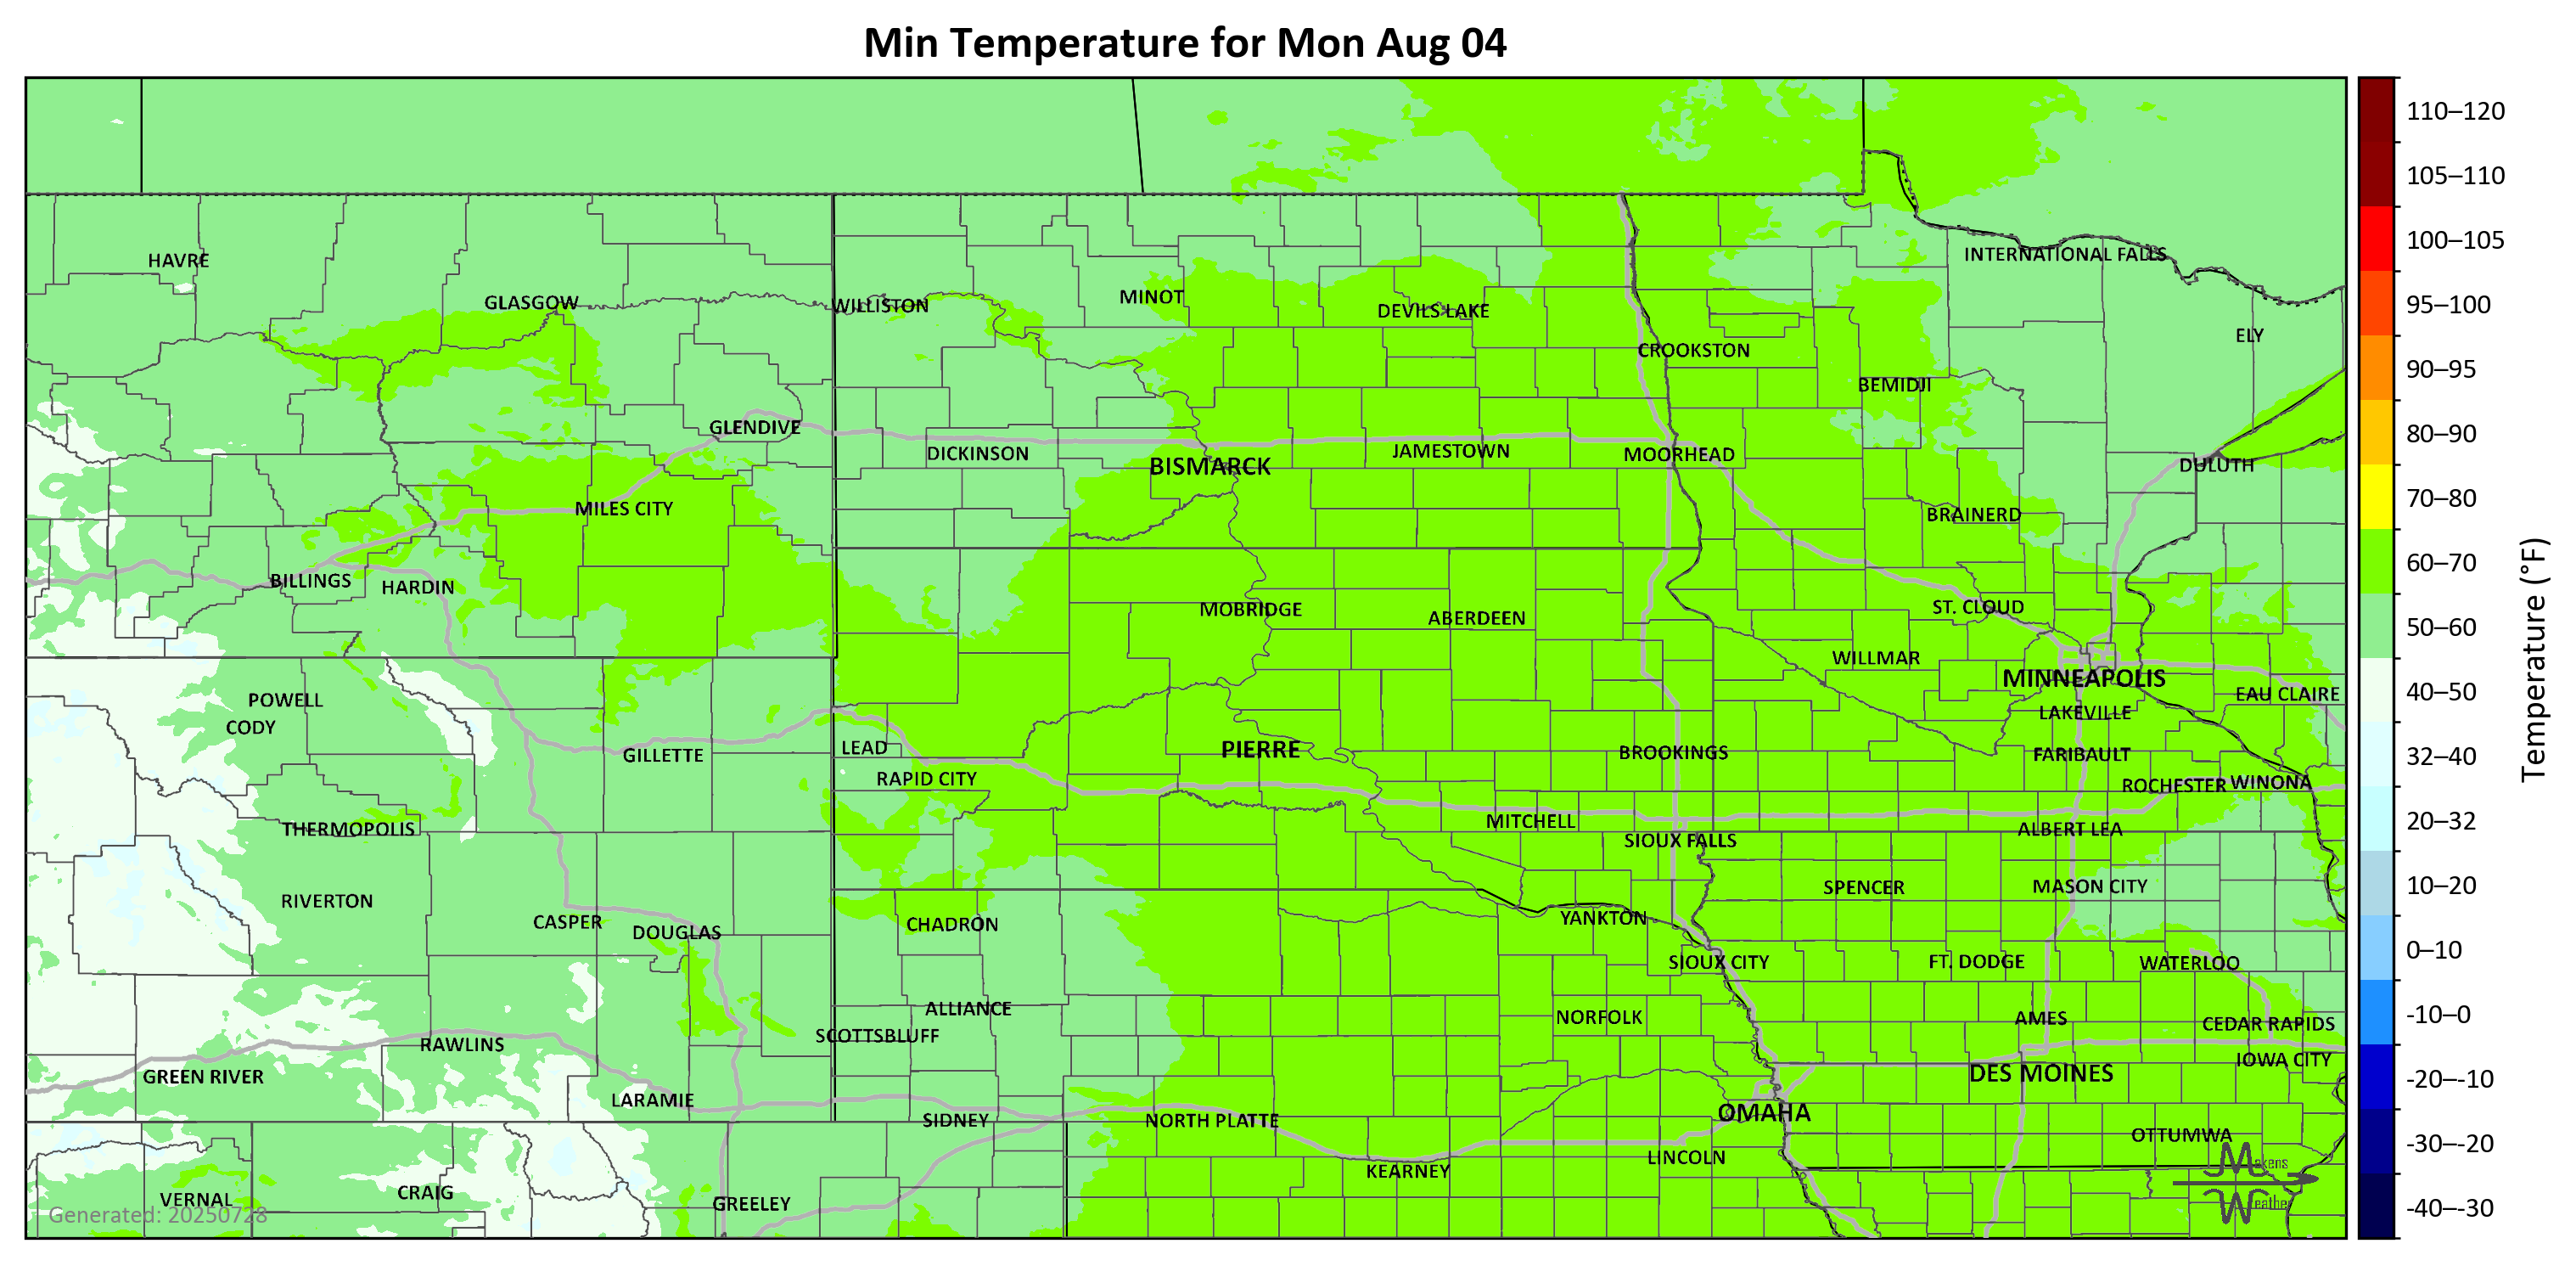 Min Temperature for Mon Aug 04
HAVRE
GLASGOW
WILLISTON
MINOT
DEVILS LAKE
INTERNATIONAL FALLS
ELY
CROOKSTON
BEMIDJI
GLENDIVE
DICKINSON
BISMARCK
JAMESTOWN
MOORHEAD
DULUTH
MILES CITY
BRAINERD
BILLINGS
HARDIN
MOBRIDGE
ABERDEEN
ST. CLOUD
WILLMAR
MINNEAPOLIS
EAU CLAIRE
LAKEVILLE
POWELL
CODY
GILLETTE
LEAD
RAPID CITY
PIERRE
BROOKINGS
FARIBAULT
ROCHESTER
WINONA
THERMOPOLIS
MITCHELL
SIOUX FALLS
ALBERT LEA
RIVERTON
CASPER
DOUGLAS
CHADRON
YANKTON
SPENCER
MASON CITY
SIOUX CITY
FT. DODGE
WATERLOO
ALLIANCE
SCOTTSBLUFF
NORFOLK
AMES
CEDAR RAPIDS
IOWA CITY
RAWLINS
GREEN RIVER
LARAMIE
SIDNEY
NORTH PLATTE
OMAHA
DES MOINES
OTTUMWA
KEARNEY
LINCOLN
VERNAL
CRAIG
GREELEY
Generated: 20250728
Makens
Weather
110–120
105–110
100–105
95–100
90–95
80–90
70–80
60–70
50–60
40–50
32–40
20–32
10–20
0–10
-10–0
-20–-10
-30–-20
-40–-30
Temperature (°F)